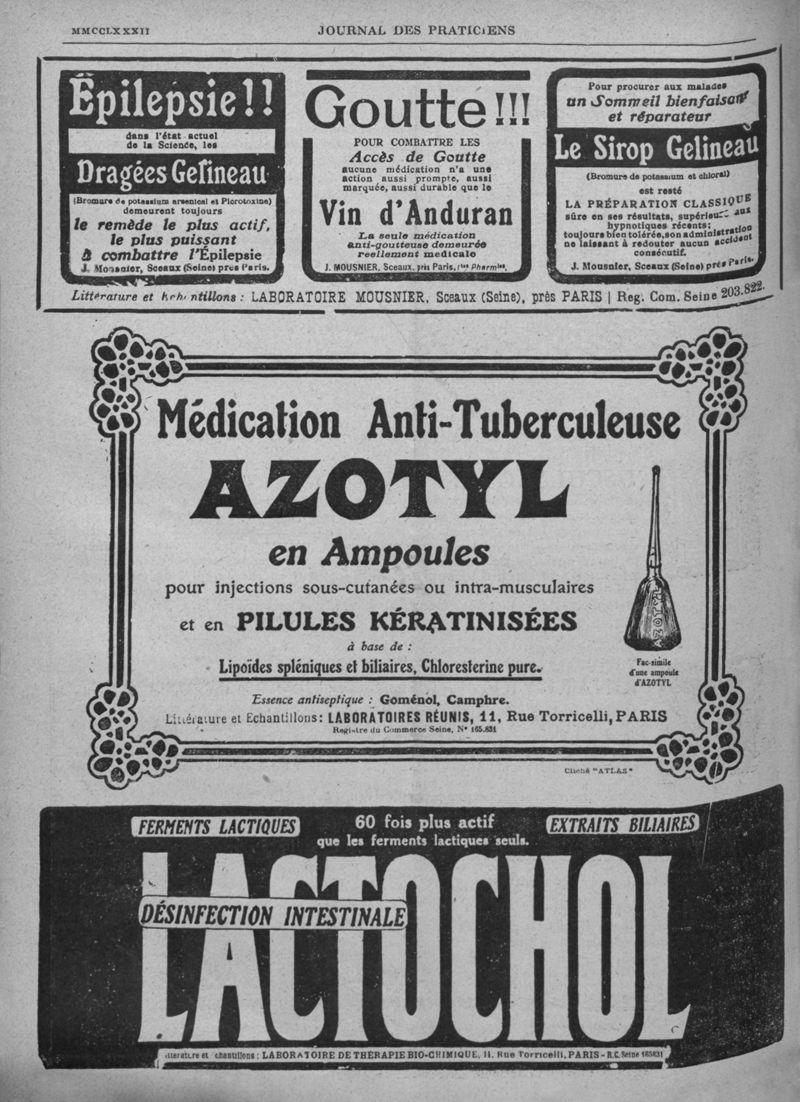 MMCCLXXXII
JOURNAL DES PRATICIENS
Épilepsie!!
dans l'état actuel
de la Science, les
Dragées Gelineau
(Bromure de potassium arsenical et Picrotoxine)
demeurent toujours
le remède le plus actif,
le plus puissant
à combattre l'Épilepsie
J. Mousnier, Sceaux (Seine) près Paris.
Goutte!!!
POUR COMBATTRE LES
Accès de Goutte
aucune médication n'a une
action aussi prompte, aussi
marquée, aussi durable que le
Vin d'Anduran
La seule médication
anti-goutteuse demeurée
reellement medicale
J. MOUSNIER, Sceaux, près Paris,
Pour procurer aux malades
un Sommeil bienfaisant
et réparateur
Le Sirop Gelineau
(Bromure de potassium et chloral)
est resté
LA PRÉPARATION CLASSIQUE
sûre en ses résultats, supérieure aux
hypnotiques récents;
toujours bien tolérée, son administration
ne laissant à redouter aucun accident
consécutif.
J. Mousnier, Sceaux (Seine) près Paris.
Littérature et : LABORATOIRE MOUSNIER, Sceaux (Seine), près PARIS | Reg. Com. Seine 203.822.
Médication Anti-Tuberculeuse
AZOTYL
en Ampoules
pour injections sous-cutanées ou intra-musculaires
et en PILULES KÉRATINISÉES
à base de :
Lipoïdes spléniques et biliaires, Chloresterine pure.
AZOTYL
Fac-simile
d'une ampoule
d'AZOTYL
Essence antiseptique : Goménol, Camphre.
Littérature et Echantillons : LABORATOIRES RÉUNIS, 11, Rue Torricelli, PARIS
Registre du Commerce Seine, N° 165.831
Cliché "ATLAS"
FERMENTS LACTIQUES
60 fois plus actif
que les ferments lactiques seuls.
EXTRAITS BILIAIRES
LACTOCHOL
DÉSINFECTION INTESTINALE
et chantillons : LABORATOIRE DE THÉRAPIE BIO-CHIMIQUE, 11, Rue Torricelli, PARIS - R.C. Seine 165831